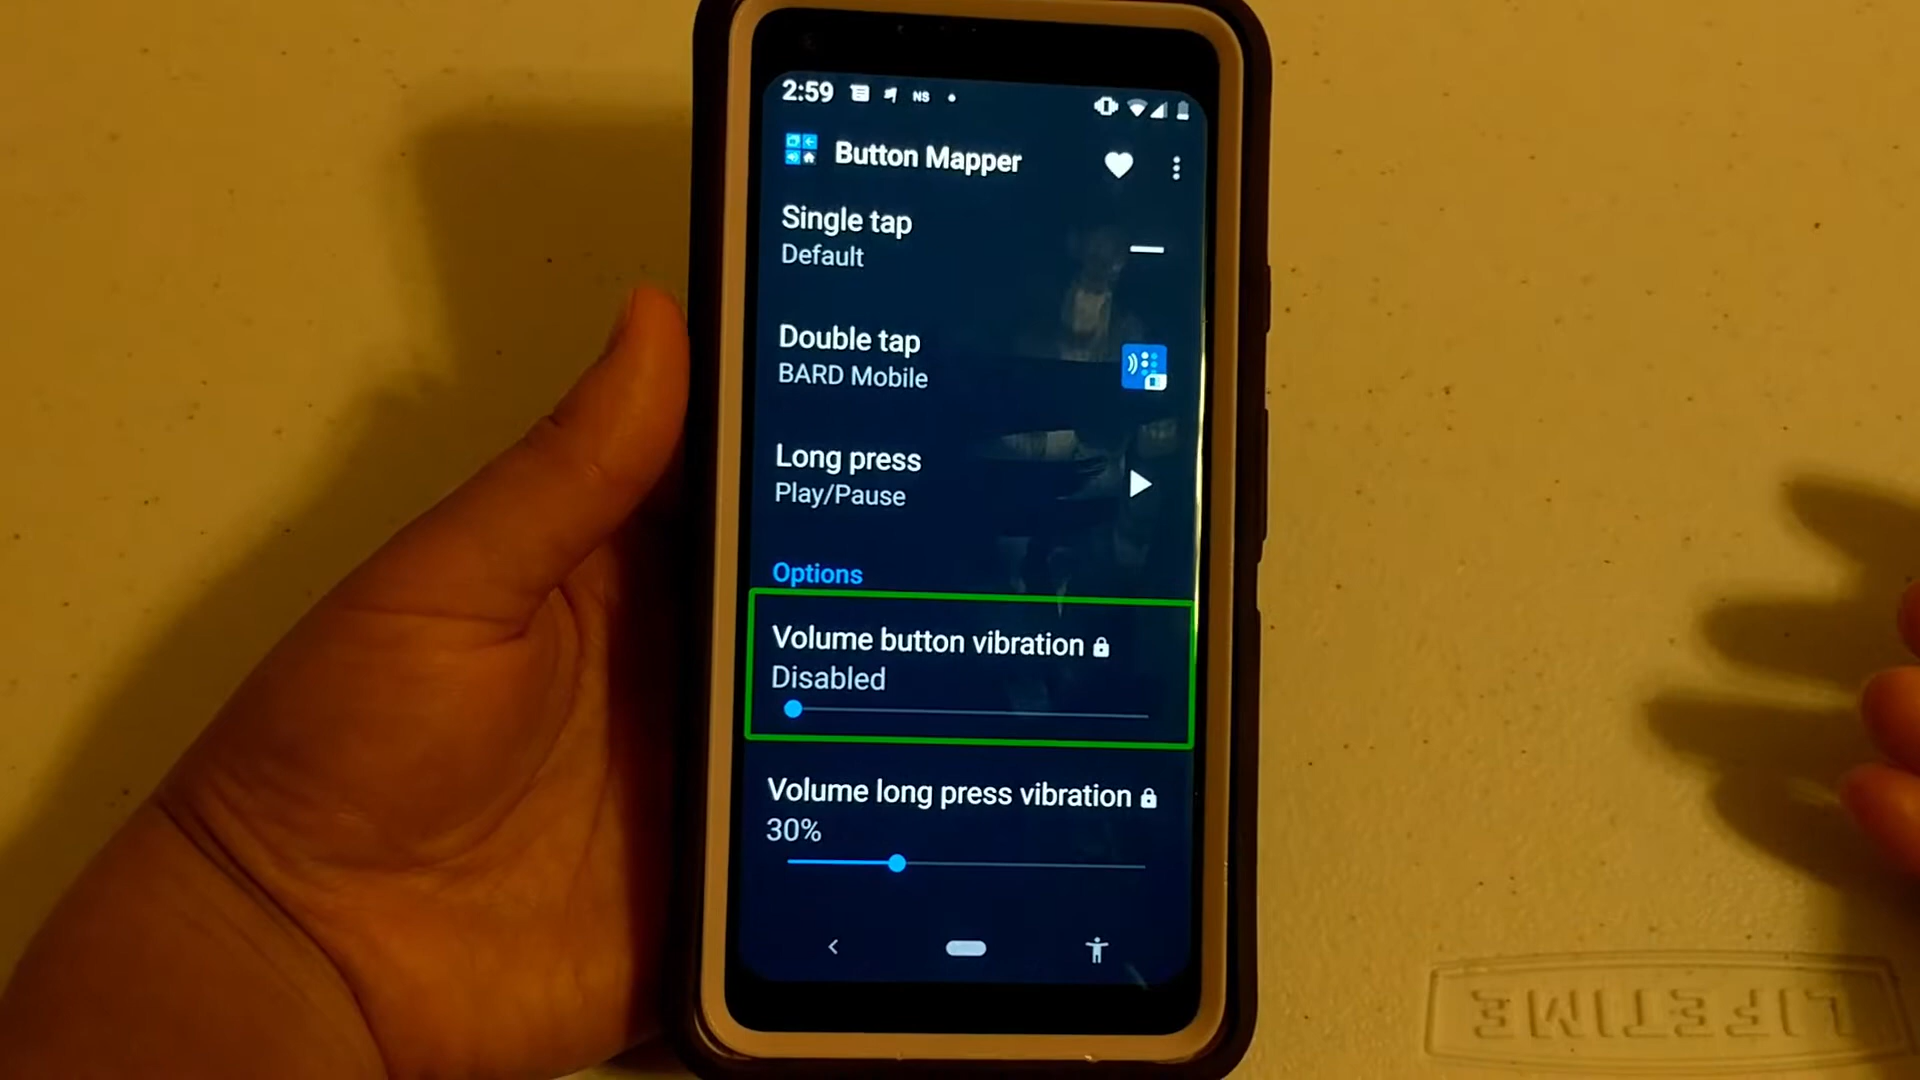 2:59 NS
Button Mapper
Single tap
Default
Double tap
BARD Mobile
Long press
Play/Pause
Options
Volume button vibration
Disabled
Volume long press vibration
30%
LIFETIME